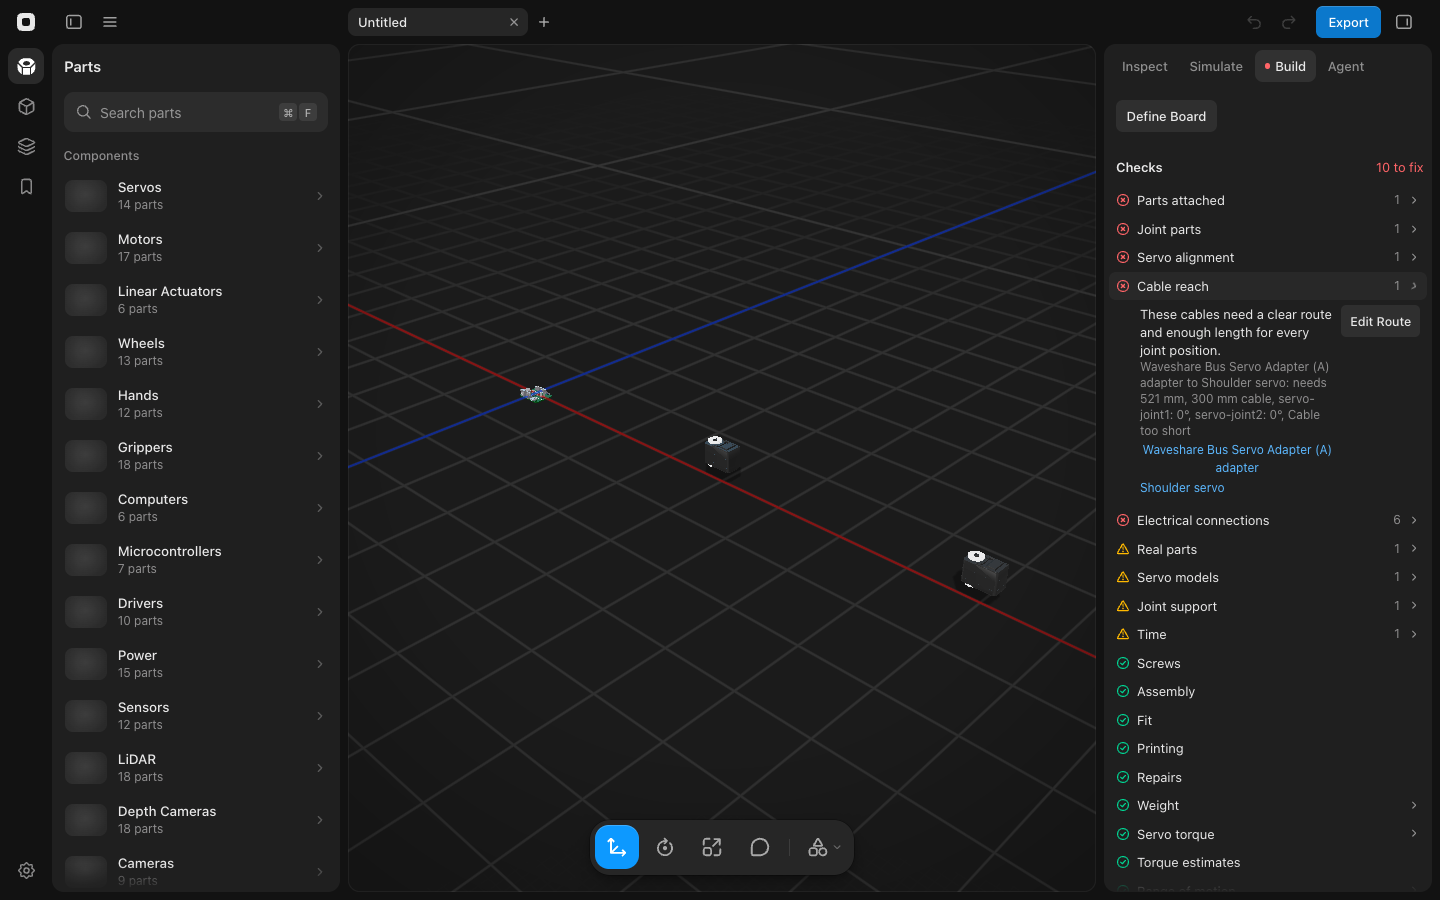 Untitled
Export
Parts
Search parts
⌘ F
Components
Servos
14 parts
Motors
17 parts
Linear Actuators
6 parts
Wheels
13 parts
Hands
12 parts
Grippers
18 parts
Computers
6 parts
Microcontrollers
7 parts
Drivers
10 parts
Power
15 parts
Sensors
12 parts
LiDAR
18 parts
Depth Cameras
18 parts
Cameras
9 parts
Inspect
Simulate
Build
Agent
Define Board
Checks
10 to fix
Parts attached 1
Joint parts 1
Servo alignment 1
Cable reach 1
These cables need a clear route
and enough length for every
joint position.
Edit Route
Waveshare Bus Servo Adapter (A)
adapter to Shoulder servo: needs
521 mm, 300 mm cable, servo-
joint1: 0°, servo-joint2: 0°, Cable
too short
Waveshare Bus Servo Adapter (A)
adapter
Shoulder servo
Electrical connections 6
Real parts 1
Servo models 1
Joint support 1
Time 1
Screws
Assembly
Fit
Printing
Repairs
Weight
Servo torque
Torque estimates